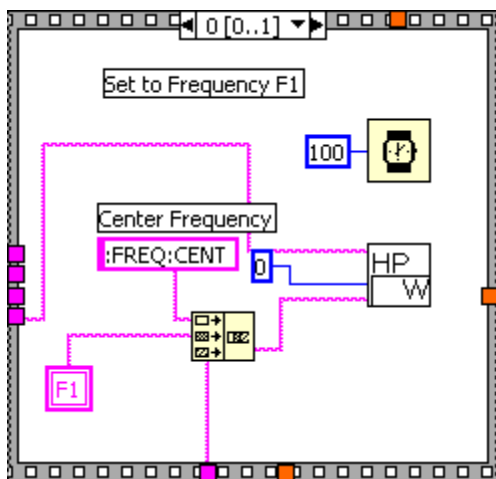 0 [0..1]
Set to Frequency F1
100
Center Frequency
:FREQ:CENT
0
HP
W
F1